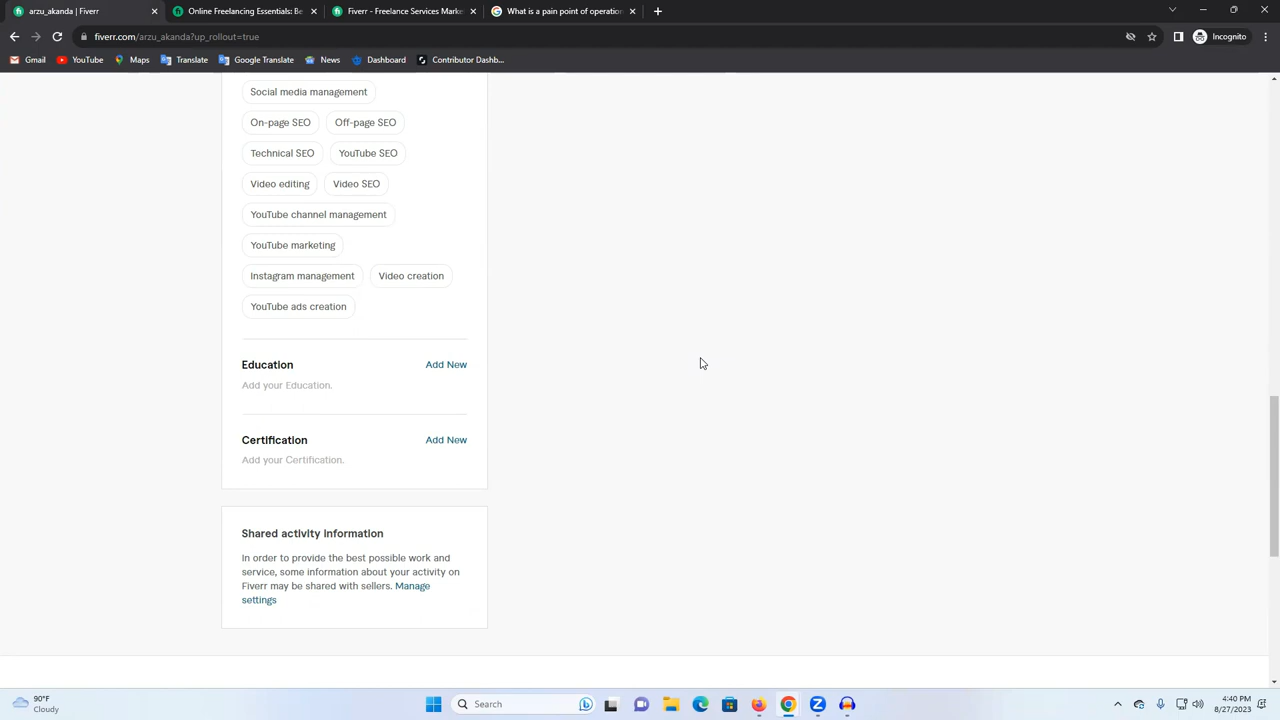 arzu_akanda | Fiverr
Online Freelancing Essentials: Be
Fiverr - Freelance Services Marke
What is a pain point of operation
fiverr.com/arzu_akanda?up_rollout=true
Incognito
Gmail
YouTube
Maps
Translate
Google Translate
News
Dashboard
Contributor Dashb...
Social media management
On-page SEO
Off-page SEO
Technical SEO
YouTube SEO
Video editing
Video SEO
YouTube channel management
YouTube marketing
Instagram management
Video creation
YouTube ads creation
Education
Add New
Add your Education.
Certification
Add New
Add your Certification.
Shared activity information
In order to provide the best possible work and
service, some information about your activity on
Fiverr may be shared with sellers. Manage
settings
90°F
Cloudy
Search
4:40 PM
8/27/2023